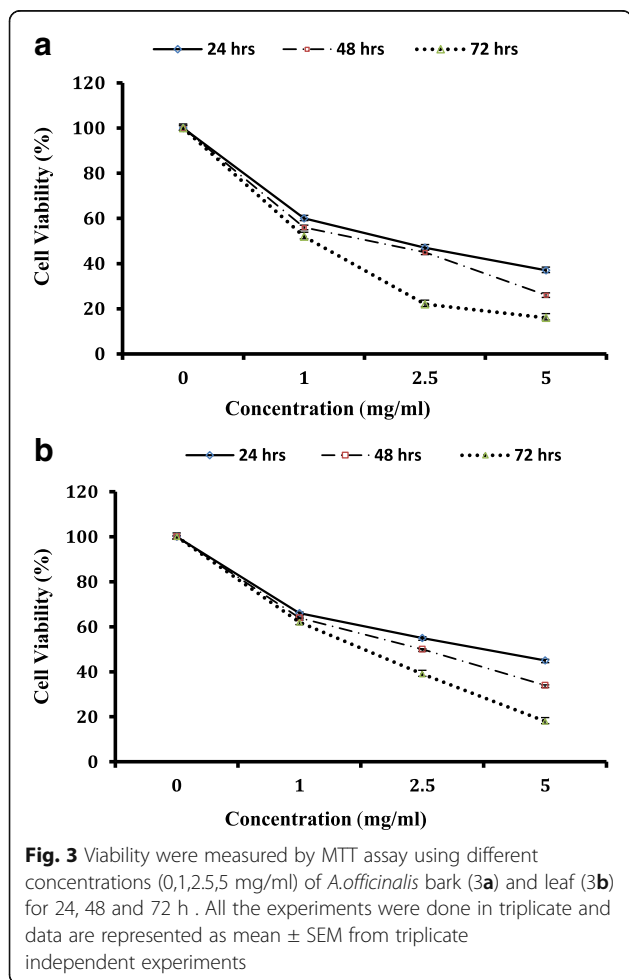 a
24 hrs 48 hrs 72 hrs
120
100
80
60
40
20
0
Cell Viability (%)
0 1 2.5 5
Concentration (mg/ml)
b
24 hrs 48 hrs 72 hrs
120
100
80
60
40
20
0
Cell Viability (%)
0 1 2.5 5
Concentration (mg/ml)
Fig. 3 Viability were measured by MTT assay using different
concentrations (0,1,2.5,5 mg/ml) of A.officinalis bark (3a) and leaf (3b)
for 24, 48 and 72 h . All the experiments were done in triplicate and
data are represented as mean ± SEM from triplicate
independent experiments